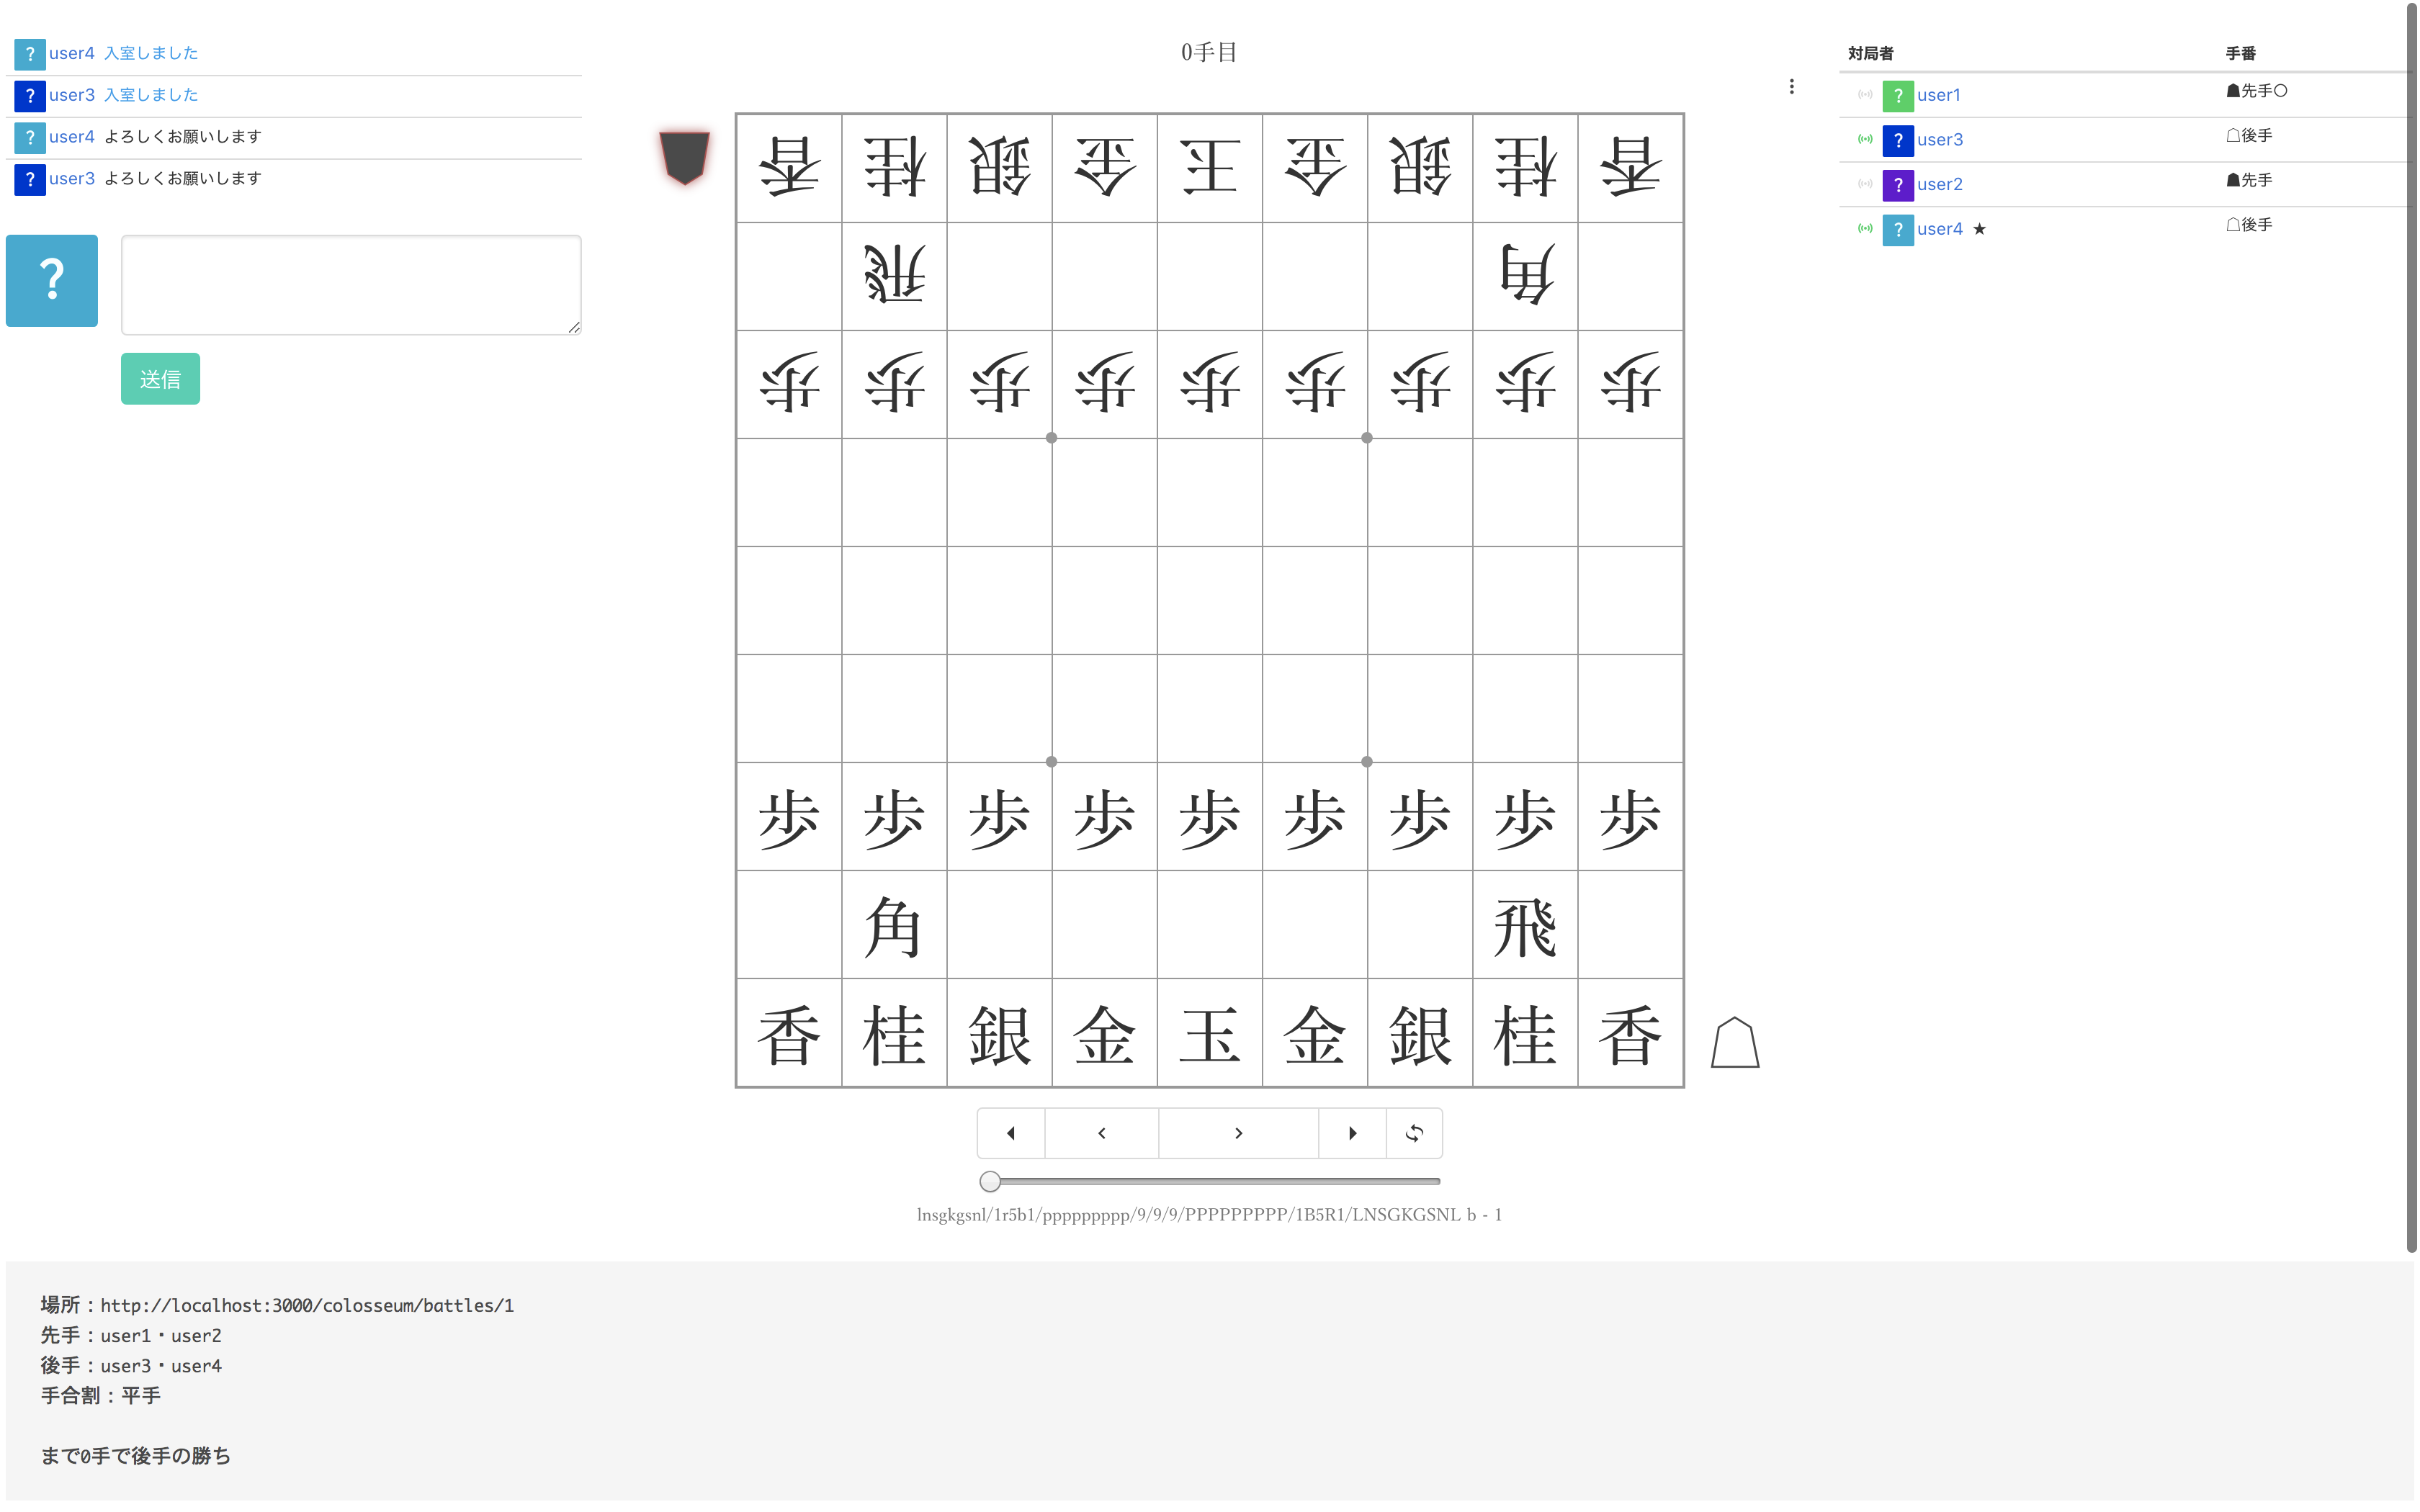 ? user4 入室しました
? user3 入室しました
? user4 よろしくお願いします
? user3 よろしくお願いします
?
送信
0手目
香桂銀金王金銀桂香
飛角
歩歩歩歩歩歩歩歩歩
歩歩歩歩歩歩歩歩歩
角飛
香桂銀金玉金銀桂香
lnsgkgsnl/1r5b1/ppppppppp/9/9/9/PPPPPPPPP/1B5R1/LNSGKGSNL b - 1
対局者 手番
? user1 ☗先手○
? user3 ☖後手
? user2 ☗先手
? user4 ★ ☖後手
場所：http://localhost:3000/colosseum/battles/1
先手：user1・user2
後手：user3・user4
手合割：平手
まで0手で後手の勝ち